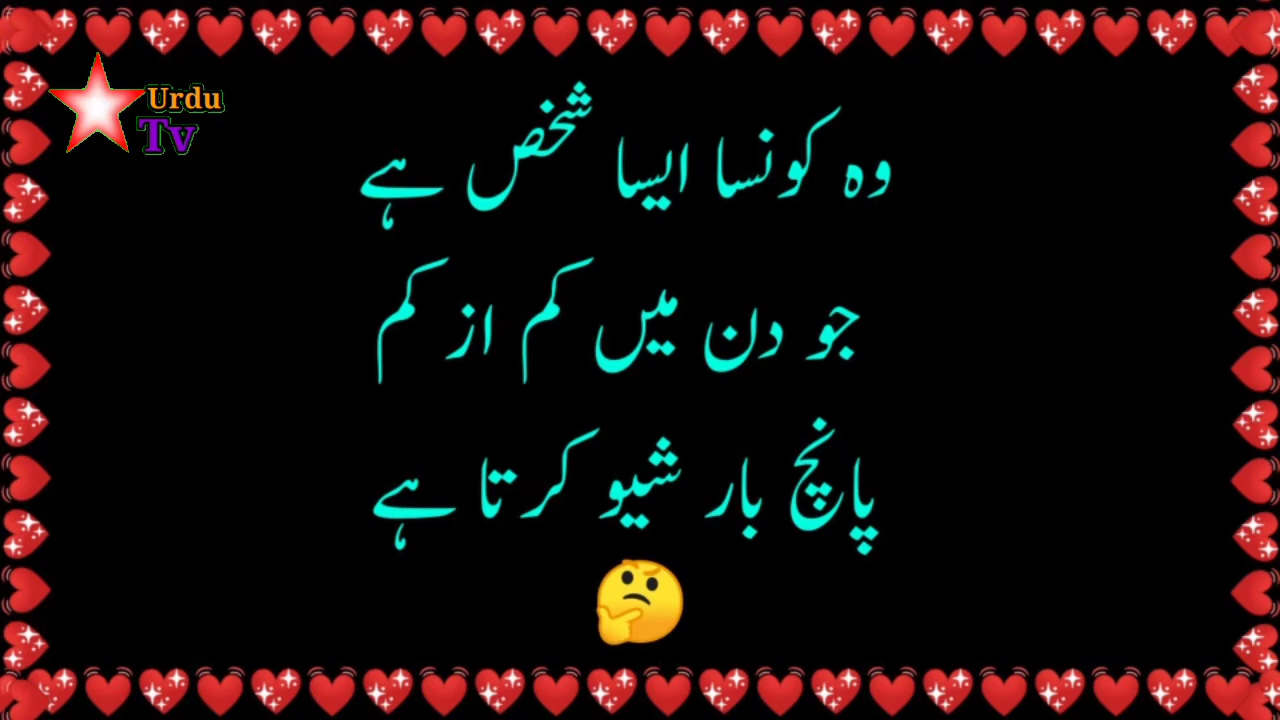 Urdu
Tv
وہ کونسا ایسا شخص ہے
جو دن میں کم از کم
پانچ بار شیو کرتا ہے